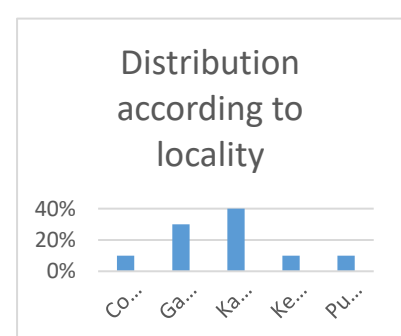 Distribution
according to
locality
40%
20%
0%
Co...
Ga...
Ka...
Ke...
Pu...